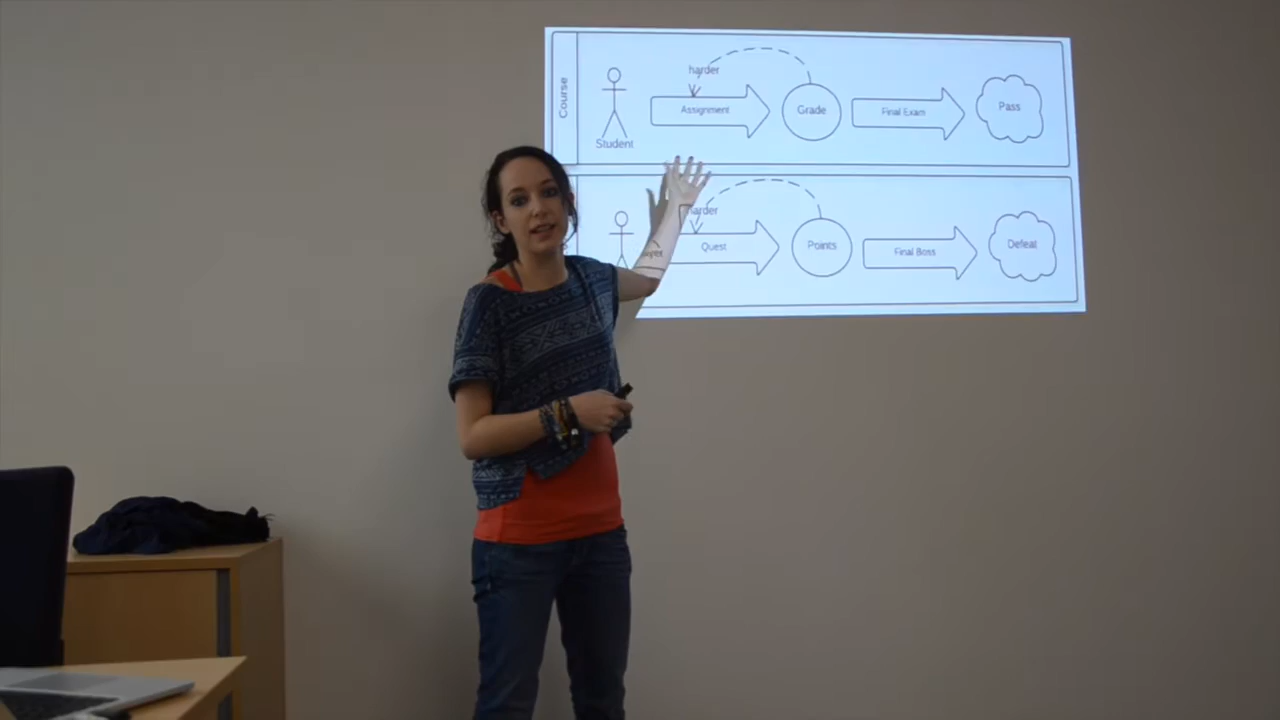 Course
harder
Assignment
Grade
Final Exam
Pass
Student
harder
Quest
Points
Final Boss
Defeat